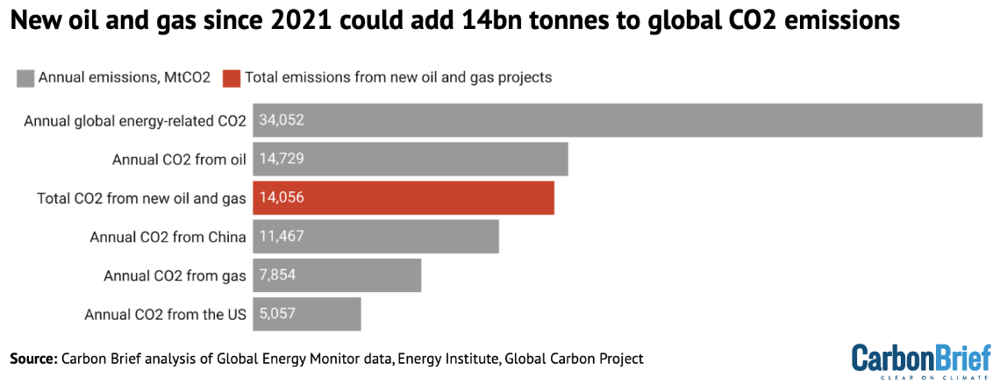 New oil and gas since 2021 could add 14bn tonnes to global CO2 emissions
Annual emissions, MtCO2 Total emissions from new oil and gas projects
Annual global energy-related CO2 34,052
Annual CO2 from oil 14,729
Total CO2 from new oil and gas 14,056
Annual CO2 from China 11,467
Annual CO2 from gas 7,854
Annual CO2 from the US 5,057
Source: Carbon Brief analysis of Global Energy Monitor data, Energy Institute, Global Carbon Project
CarbonBrief
CLEAR ON CLIMATE